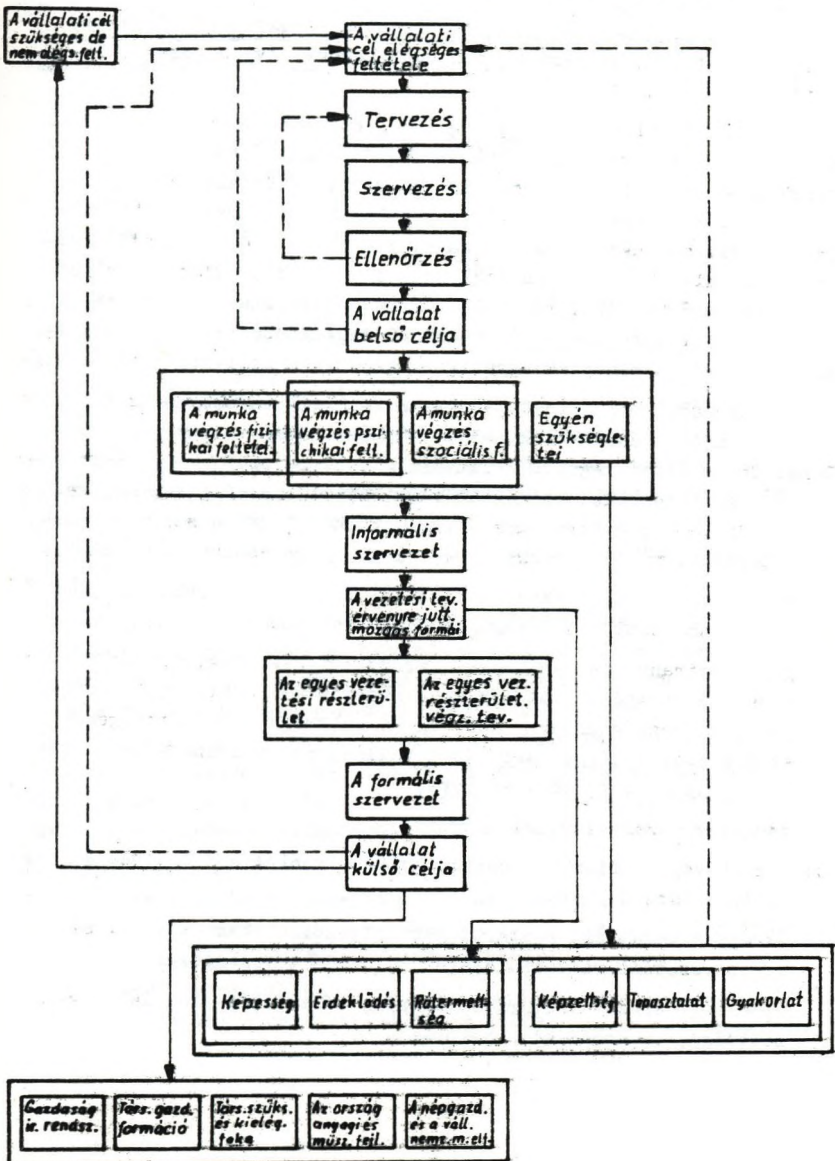 A vállalati cél
szükséges de
nem elégs. felt.
A vállalati
cél elégséges
feltétele
Tervezés
Szervezés
Ellenőrzés
A vállalat
belső célja
A munka
végzés fizi-
kai feltétel.
A munka
végzés pszi-
chikai felt.
A munka
végzés
szociális f.
Egyén
szükségle-
tei
Informális
szervezet
A vezetési tev.
érvényre jutt.
mozgás formái
Az egyes veze-
tési részterü-
let
Az egyes vez.
részterület.
végz. tev.
A formális
szervezet
A vállalat
külső célja
Képesség
Érdeklődés
Rátermett-
ség
Képzettség
Tapasztalat
Gyakorlat
Gazdaság
ir. rendsz.
Társ. gazd.
formáció
Társ. szüks.
és kielég.
foka
Az ország
anyagi és
müsz. fejl.
A népgazd.
és a váll.